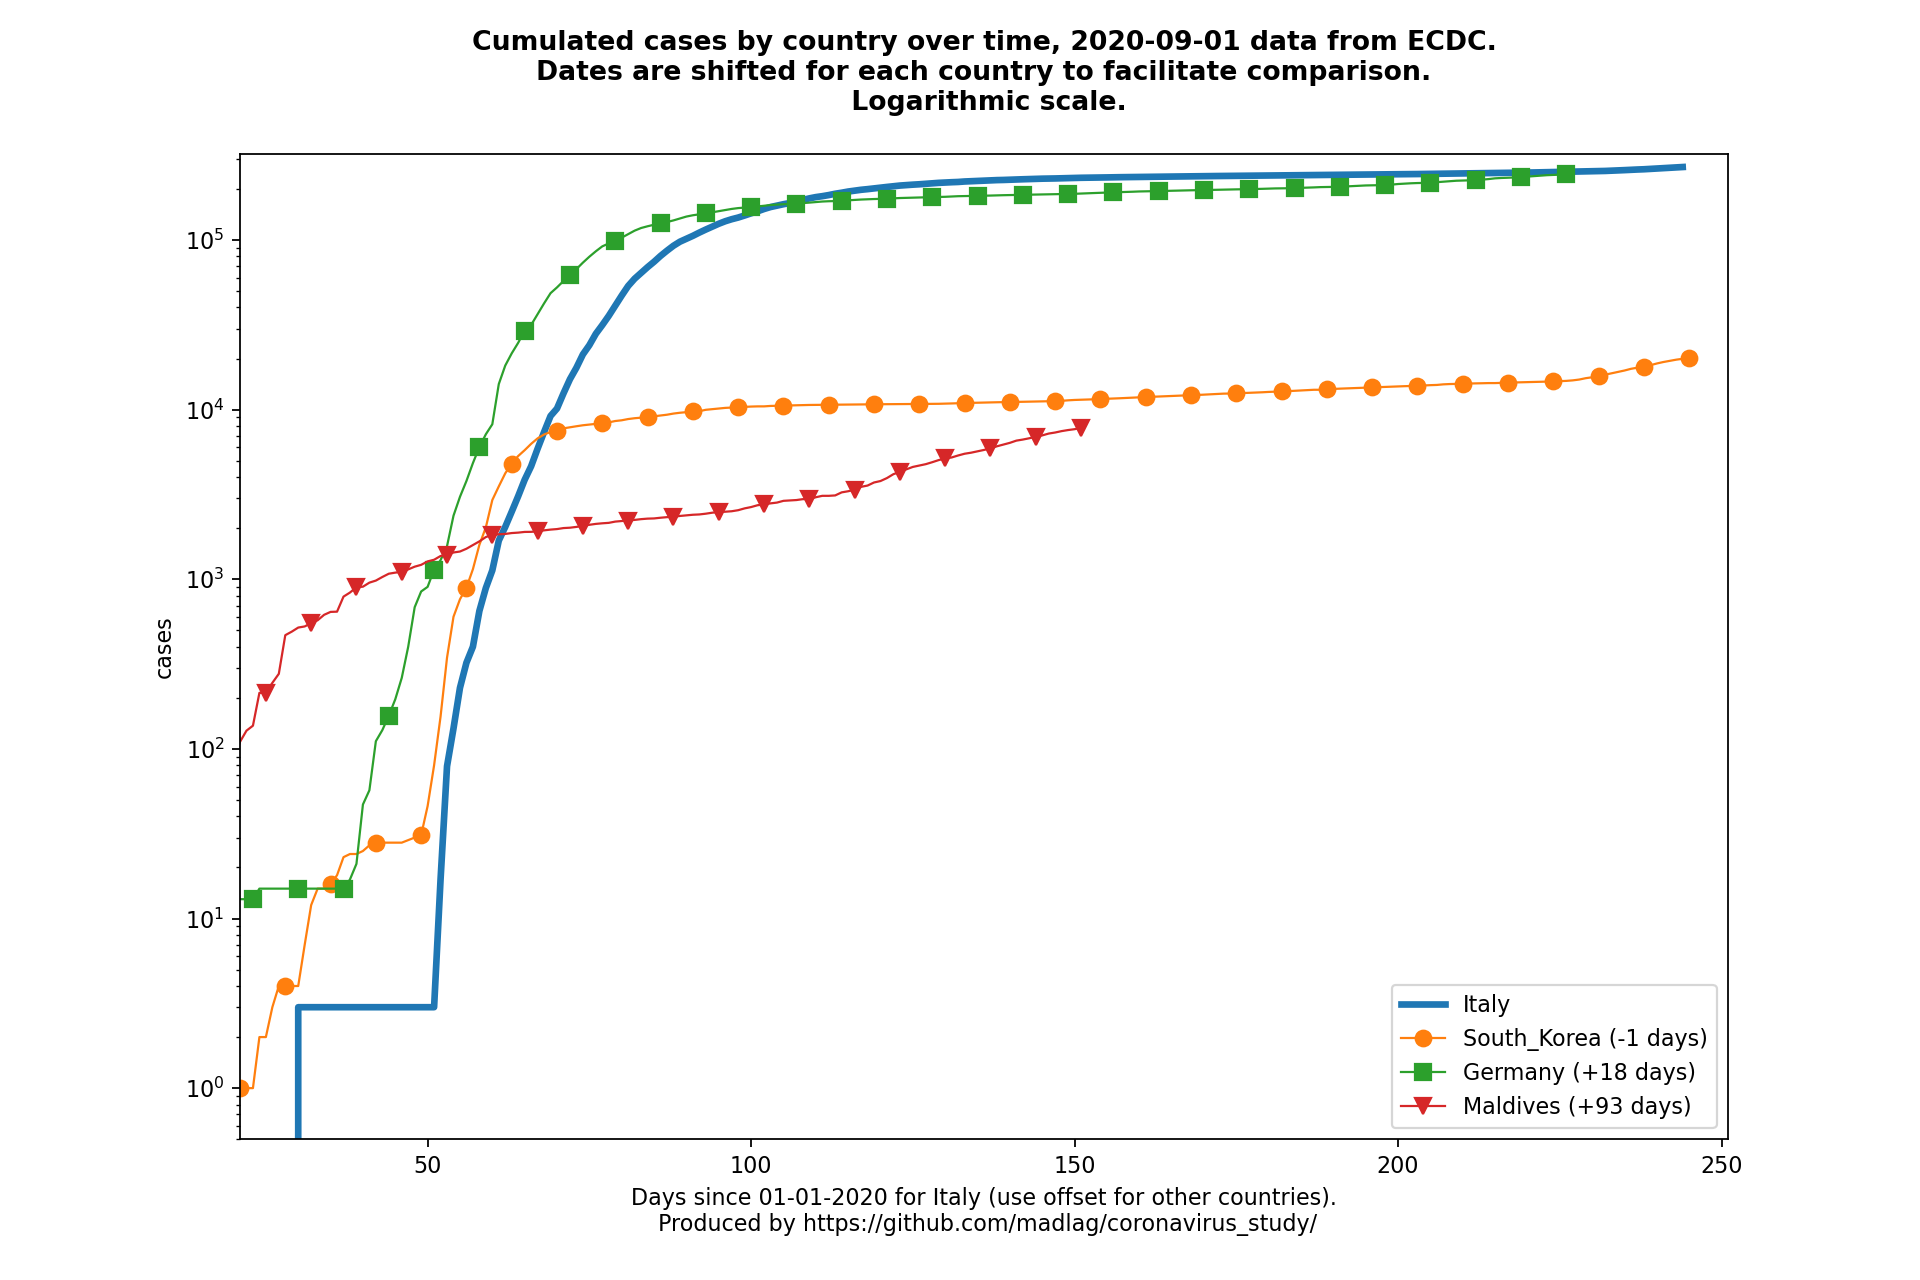 Cumulated cases by country over time, 2020-09-01 data from ECDC.
Dates are shifted for each country to facilitate comparison.
Logarithmic scale.
10^5
10^4
10^3
10^2
10^1
10^0
cases
Italy
South_Korea (-1 days)
Germany (+18 days)
Maldives (+93 days)
50
100
150
200
250
Days since 01-01-2020 for Italy (use offset for other countries).
Produced by https://github.com/madlag/coronavirus_study/